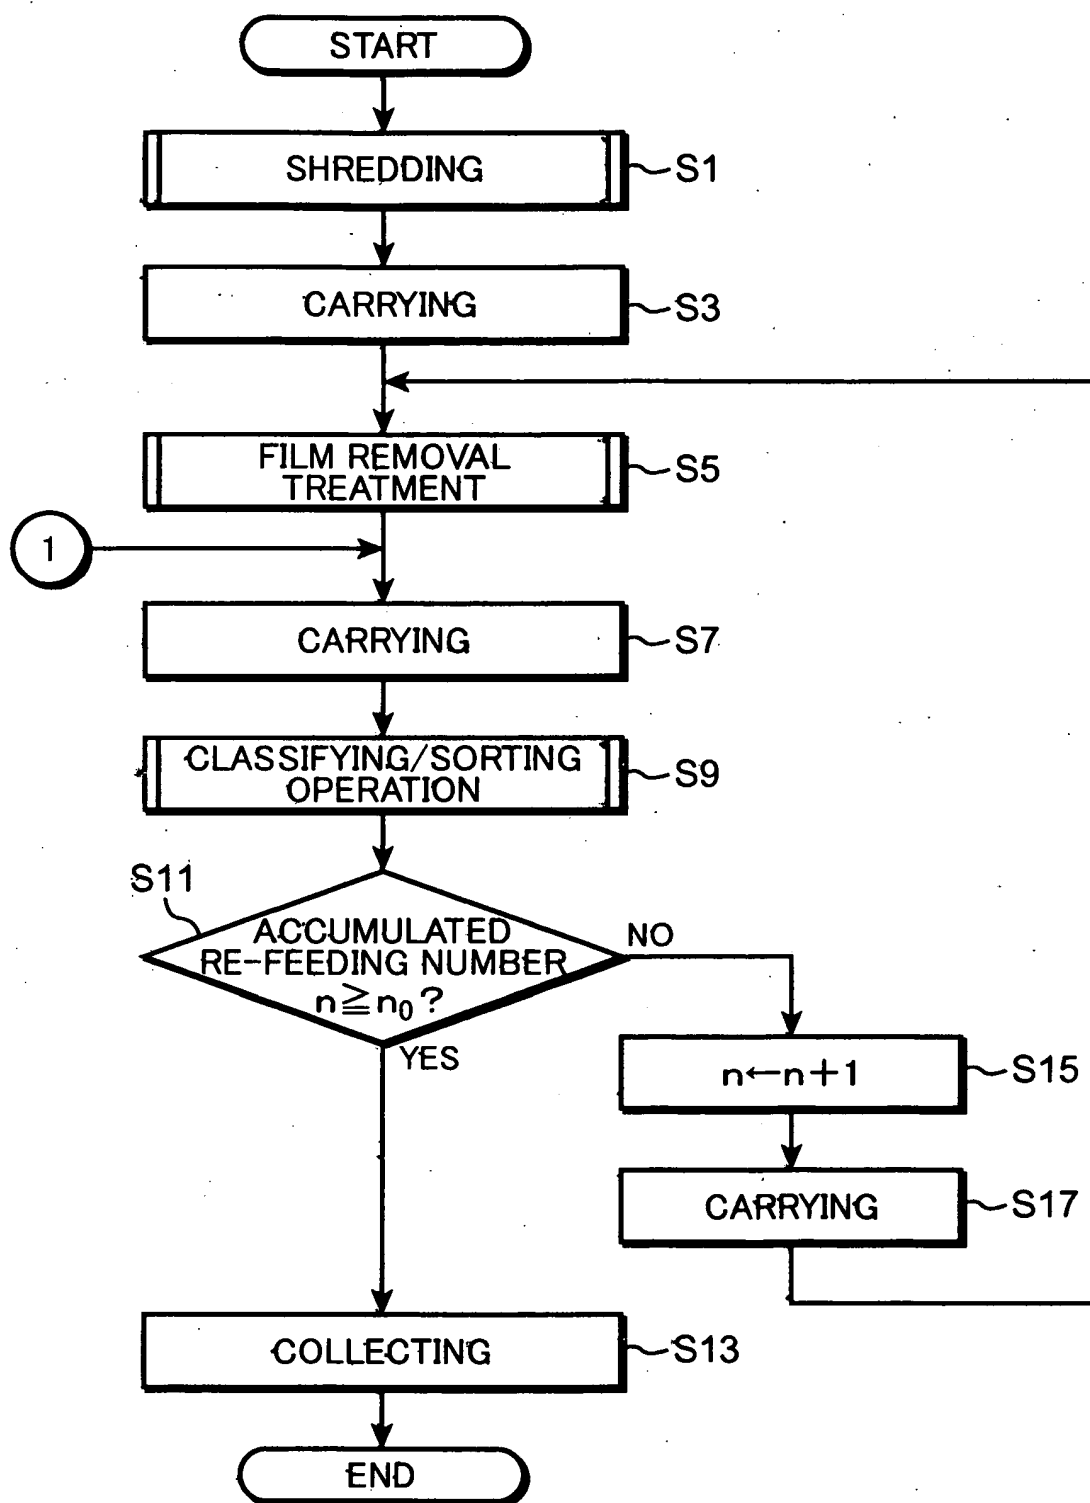 START
SHREDDING
S1
CARRYING
S3
FILM REMOVAL
TREATMENT
S5
1
CARRYING
S7
CLASSIFYING/SORTING
OPERATION
S9
S11
ACCUMULATED
RE-FEEDING NUMBER
n≧n₀?
NO
YES
n←n+1
S15
CARRYING
S17
COLLECTING
S13
END